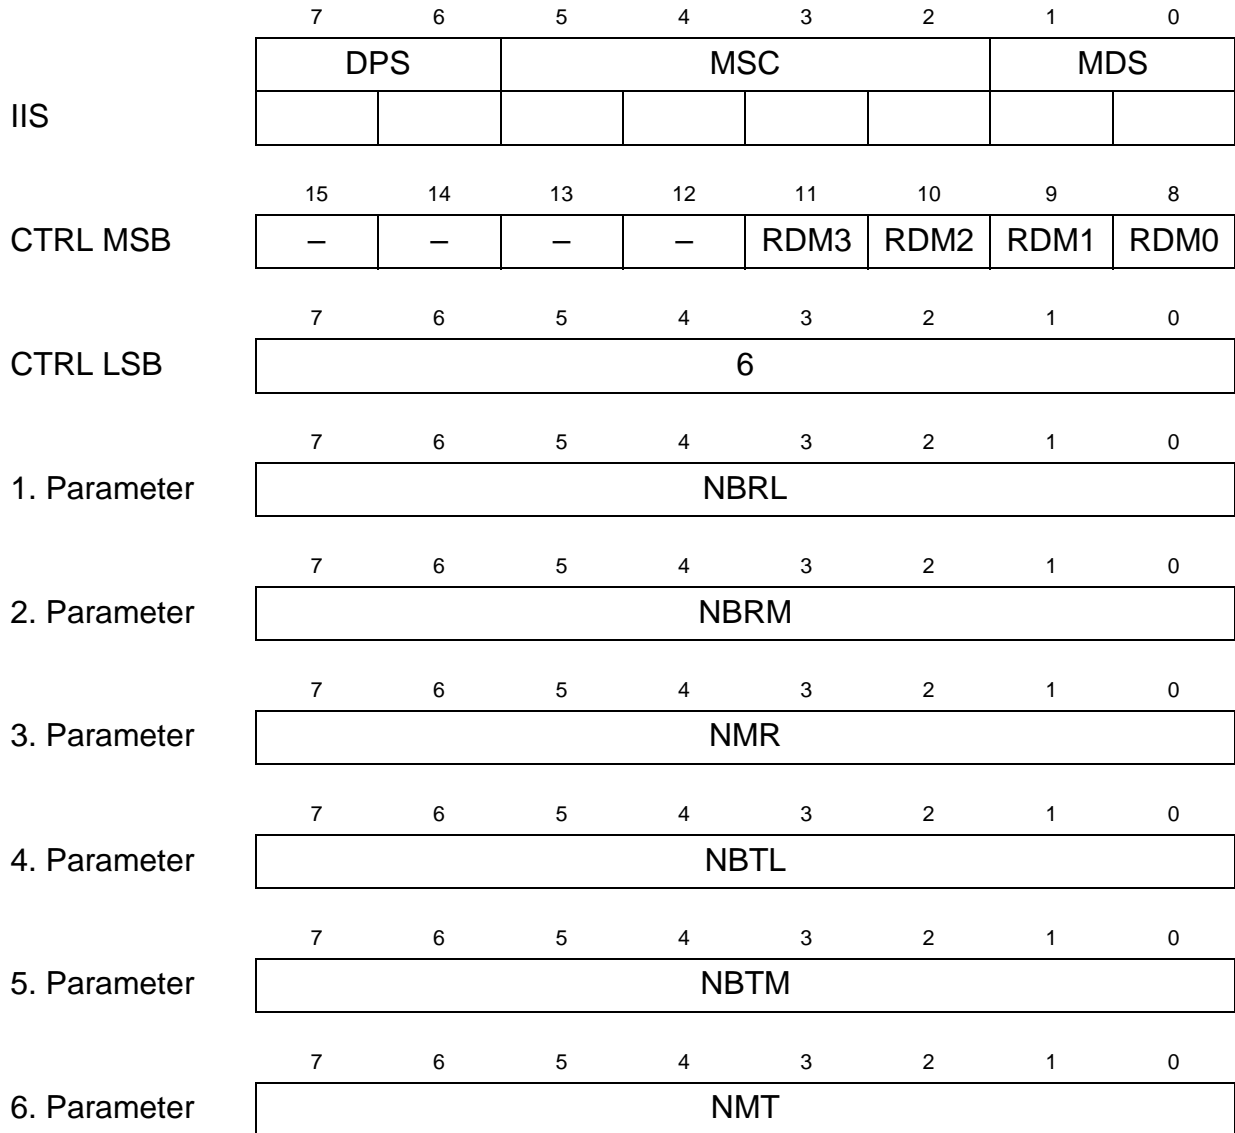 7 6 5 4 3 2 1 0
DPS MSC MDS
IIS
15 14 13 12 11 10 9 8
CTRL MSB – – – – RDM3 RDM2 RDM1 RDM0
7 6 5 4 3 2 1 0
CTRL LSB 6
7 6 5 4 3 2 1 0
1. Parameter NBRL
7 6 5 4 3 2 1 0
2. Parameter NBRM
7 6 5 4 3 2 1 0
3. Parameter NMR
7 6 5 4 3 2 1 0
4. Parameter NBTL
7 6 5 4 3 2 1 0
5. Parameter NBTM
7 6 5 4 3 2 1 0
6. Parameter NMT